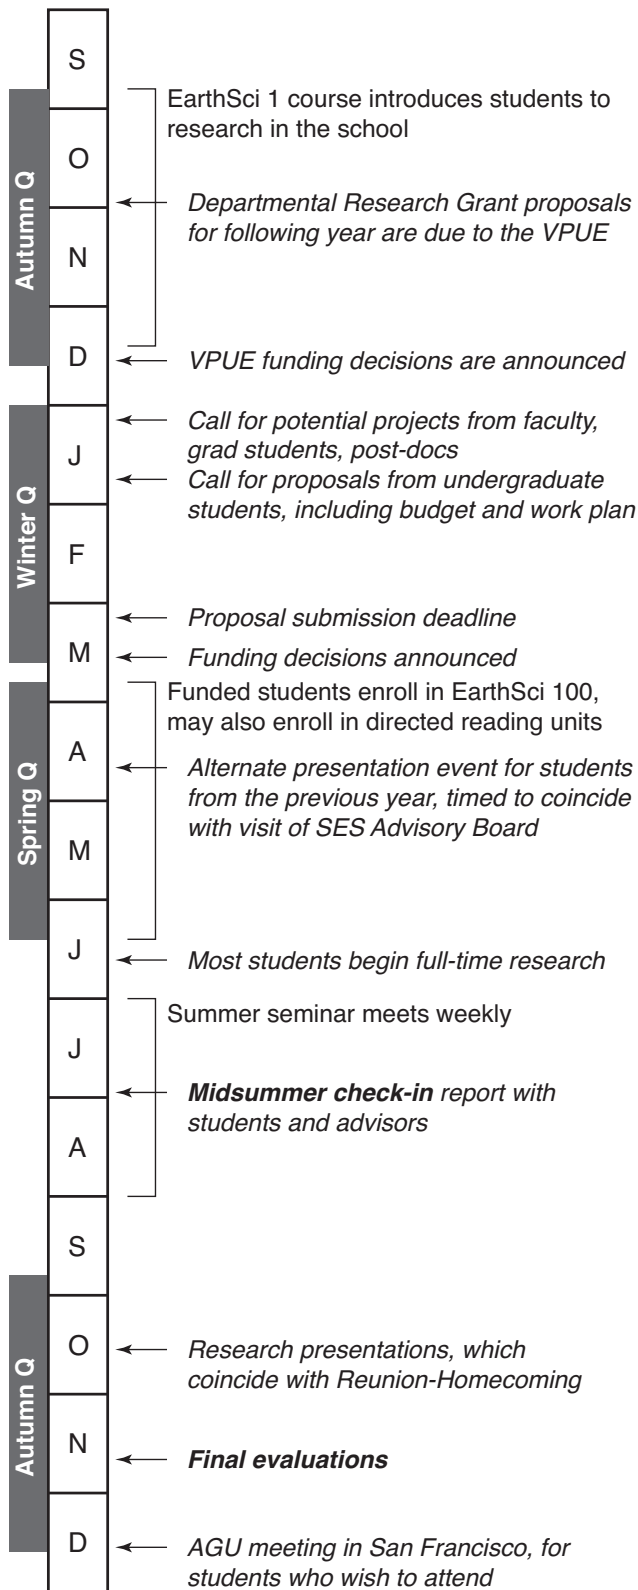 S
EarthSci 1 course introduces students to
research in the school
O
Autumn Q
Departmental Research Grant proposals
for following year are due to the VPUE
N
D
VPUE funding decisions are announced
Call for potential projects from faculty,
grad students, post-docs
J
Call for proposals from undergraduate
students, including budget and work plan
Winter Q
F
Proposal submission deadline
M
Funding decisions announced
Funded students enroll in EarthSci 100,
may also enroll in directed reading units
A
Alternate presentation event for students
from the previous year, timed to coincide
with visit of SES Advisory Board
Spring Q
M
J
Most students begin full-time research
Summer seminar meets weekly
J
Midsummer check-in report with
students and advisors
A
S
O
Research presentations, which
coincide with Reunion-Homecoming
Autumn Q
N
Final evaluations
D
AGU meeting in San Francisco, for
students who wish to attend